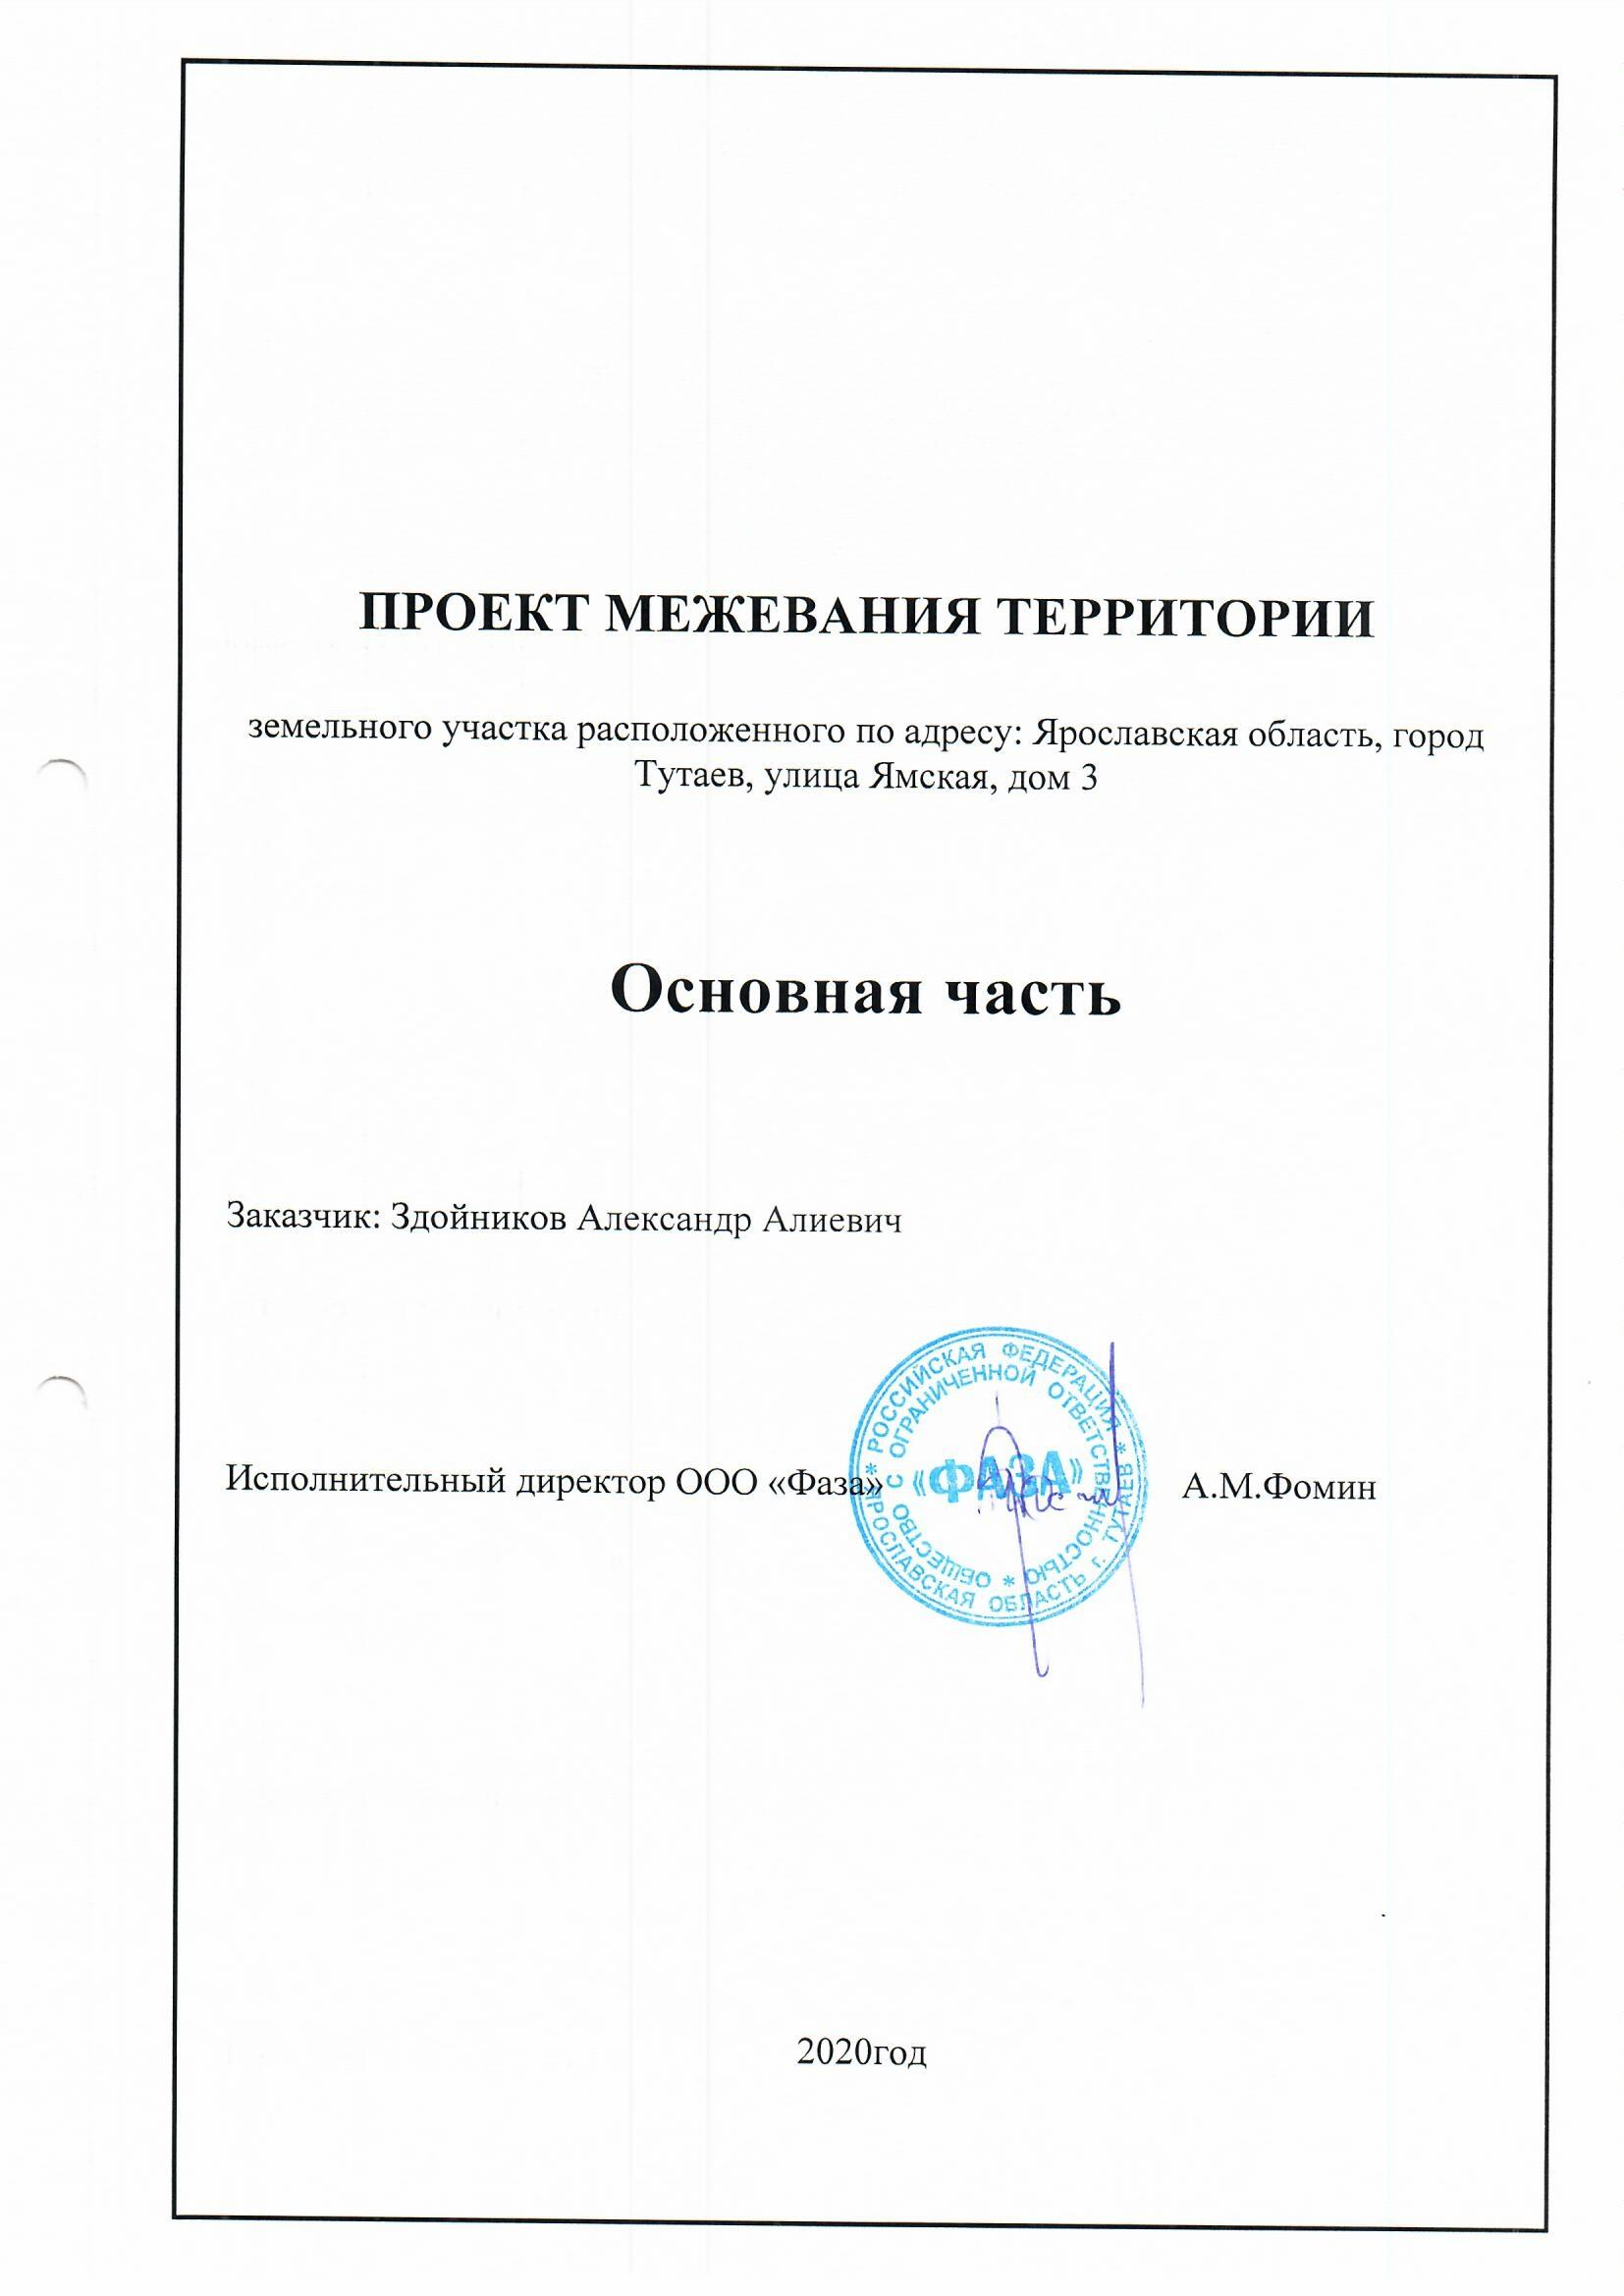 ПРОЕКТ МЕЖЕВАНИЯ ТЕРРИТОРИИ
земельного участка расположенного по адресу: Ярославская область, город
Тутаев, улица Ямская, дом 3
Основная часть
Заказчик: Здойников Александр Алиевич
Исполнительный директор ООО «Фаза»
* РОССИЙСКАЯ ФЕДЕРАЦИЯ *
ЯРОСЛАВСКАЯ ОБЛАСТЬ г. ТУТАЕВ
ОБЩЕСТВО С ОГРАНИЧЕННОЙ ОТВЕТСТВЕННОСТЬЮ *
«ФАЗА»
А.М.Фомин
2020год